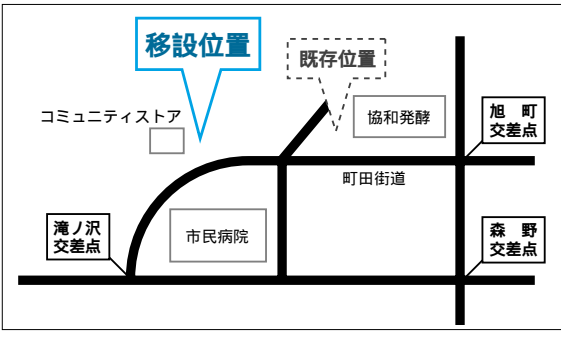 移設位置
既存位置
コミュニティストア
協和発酵
旭　町
交差点
町田街道
滝ノ沢
交差点
市民病院
森　野
交差点